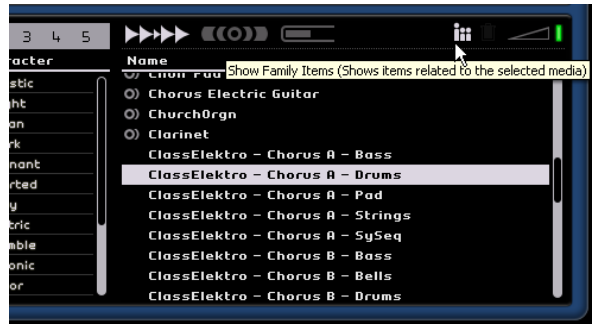 3 4 5
racter
Name
Show Family Items (Shows items related to the selected media)
stic
Chorus Electric Guitar
ght
ChurchOrgn
an
Clarinet
rk
ClassElektro – Chorus A – Bass
nant
ClassElektro – Chorus A – Drums
rted
ClassElektro – Chorus A – Pad
y
ClassElektro – Chorus A – Strings
tric
ClassElektro – Chorus A – SySeq
mble
ClassElektro – Chorus B – Bass
onic
ClassElektro – Chorus B – Bells
or
ClassElektro – Chorus B – Drums